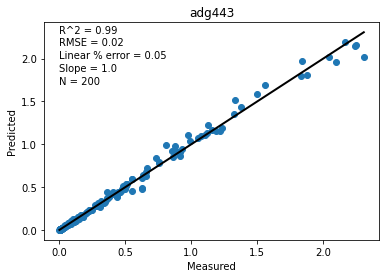 adg443
R^2 = 0.99
RMSE = 0.02
Linear % error = 0.05
Slope = 1.0
N = 200
Predicted
2.0
1.5
1.0
0.5
0.0
0.0 0.5 1.0 1.5 2.0
Measured